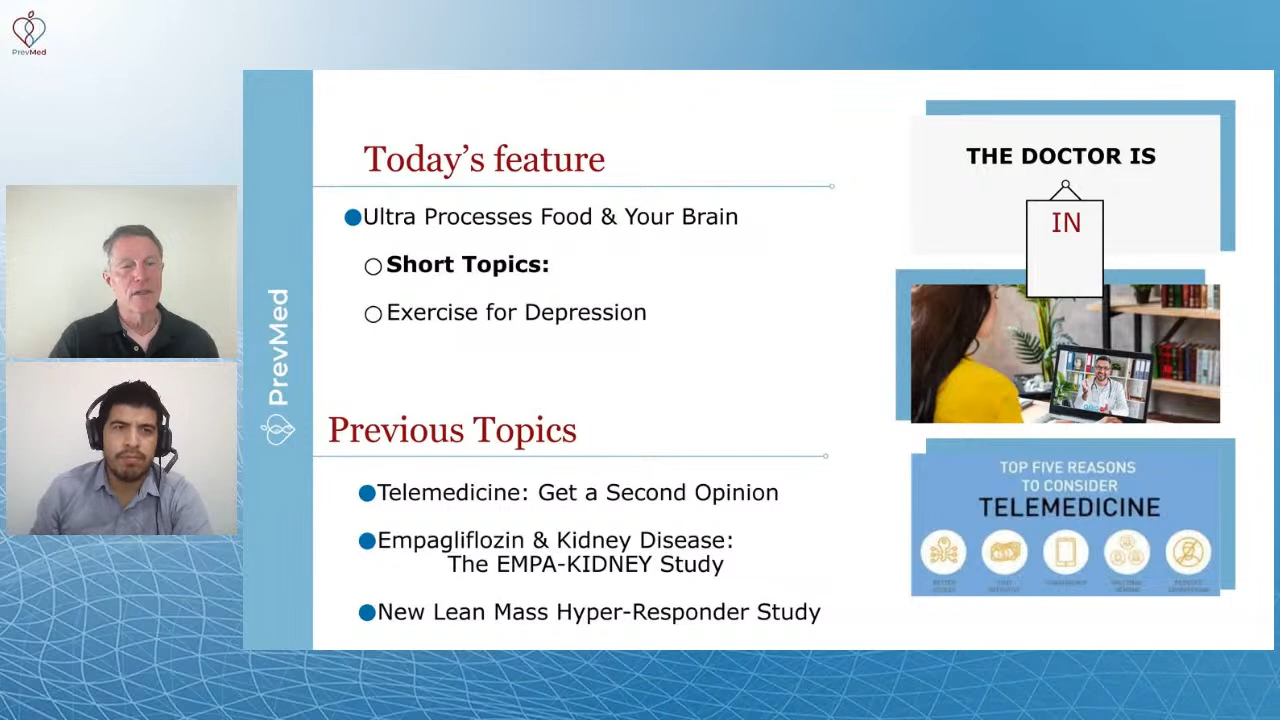 PrevMed
Today's feature
Ultra Processes Food & Your Brain
Short Topics:
Exercise for Depression
Previous Topics
Telemedicine: Get a Second Opinion
Empagliflozin & Kidney Disease:
The EMPA-KIDNEY Study
New Lean Mass Hyper-Responder Study
PrevMed
THE DOCTOR IS
IN
TOP FIVE REASONS
TO CONSIDER
TELEMEDICINE